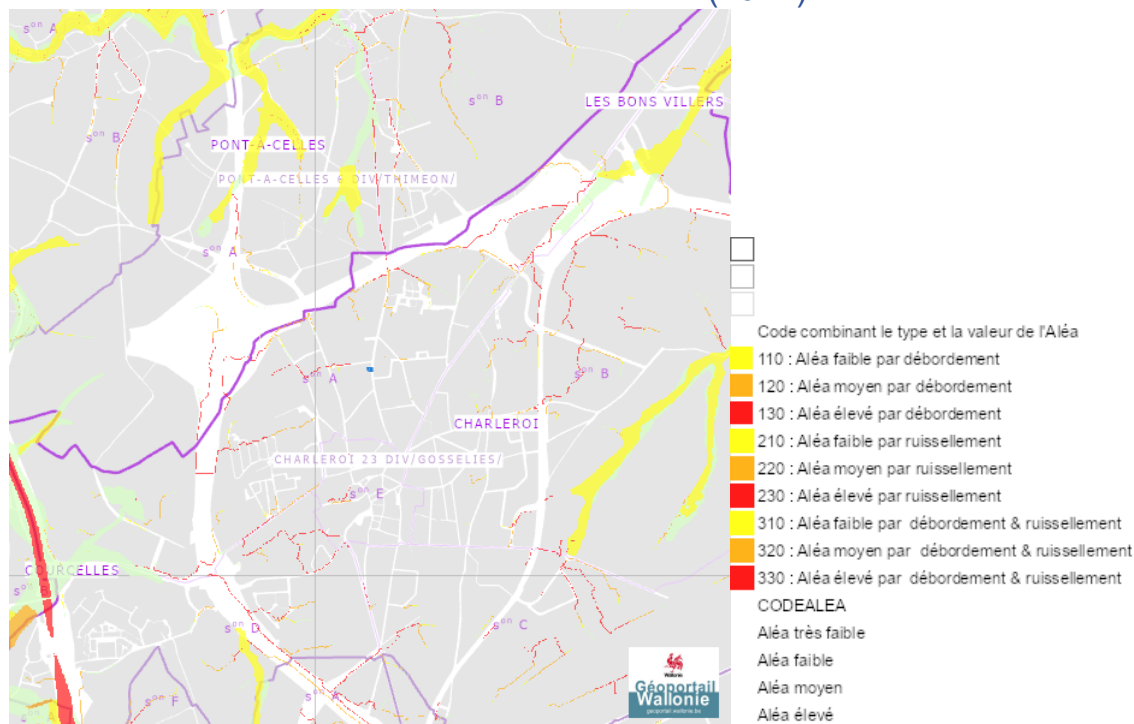 sᵒⁿ A
sᵒⁿ B
LES BONS VILLERS
sᵒⁿ B
PONT-A-CELLES
PONT-A-CELLES 6 DIV/THIMEON/
sᵒⁿ A
Code combinant le type et la valeur de l'Aléa
110 : Aléa faible par débordement
sᵒⁿ A
sᵒⁿ B
120 : Aléa moyen par débordement
130 : Aléa élevé par débordement
CHARLEROI
210 : Aléa faible par ruissellement
CHARLEROI 23 DIV/GOSSELIES/
220 : Aléa moyen par ruissellement
sᵒⁿ E
230 : Aléa élevé par ruissellement
310 : Aléa faible par débordement & ruissellement
320 : Aléa moyen par débordement & ruissellement
COURCELLES
330 : Aléa élevé par débordement & ruissellement
CODEALEA
sᵒⁿ D
sᵒⁿ C
Aléa très faible
Aléa faible
Wallonie
Géoportail
Wallonie
geoportail.wallonie.be
Aléa moyen
sᵒⁿ F
sᵒⁿ A
Aléa élevé